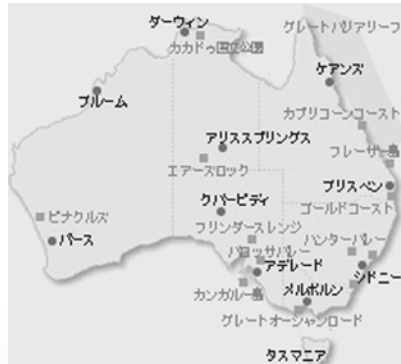 ダーウィン
グレートバリアリーフ
カカドゥ国立公園
ケアンズ
ブルーム
カプリコーンコースト
アリススプリングス
フレーザー島
エアーズロック
ブリスベン
クバーピディ
ゴールドコースト
ピナクルズ
フリンダースレンジ
パース
バロッサバレー
ハンターバレー
アデレード
シドニー
カンガルー島
メルボルン
グレートオーシャンロード
タスマニア